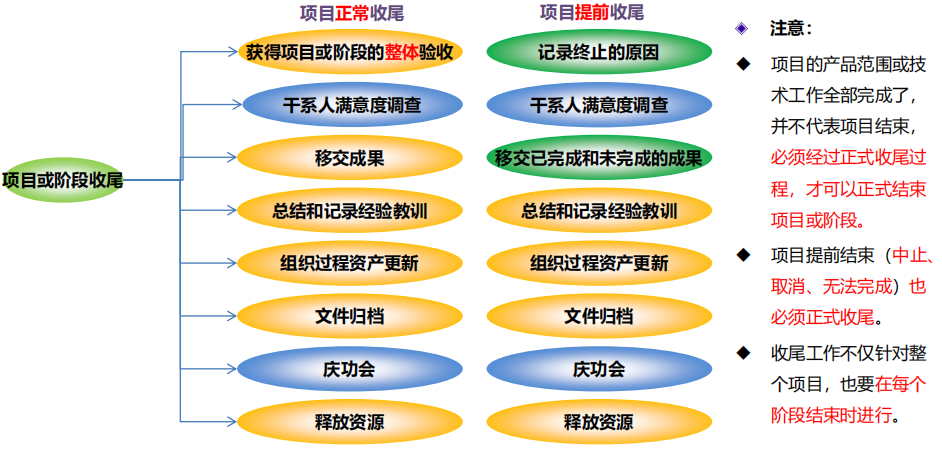 项目或阶段收尾
项目正常收尾
获得项目或阶段的整体验收
干系人满意度调查
移交成果
总结和记录经验教训
组织过程资产更新
文件归档
庆功会
释放资源
项目提前收尾
记录终止的原因
干系人满意度调查
移交已完成和未完成的成果
总结和记录经验教训
组织过程资产更新
文件归档
庆功会
释放资源
注意：
项目的产品范围或技
术工作全部完成了，
并不代表项目结束，
必须经过正式收尾过
程，才可以正式结束
项目或阶段。
项目提前结束（中止、
取消、无法完成）也
必须正式收尾。
收尾工作不仅针对整
个项目，也要在每个
阶段结束时进行。